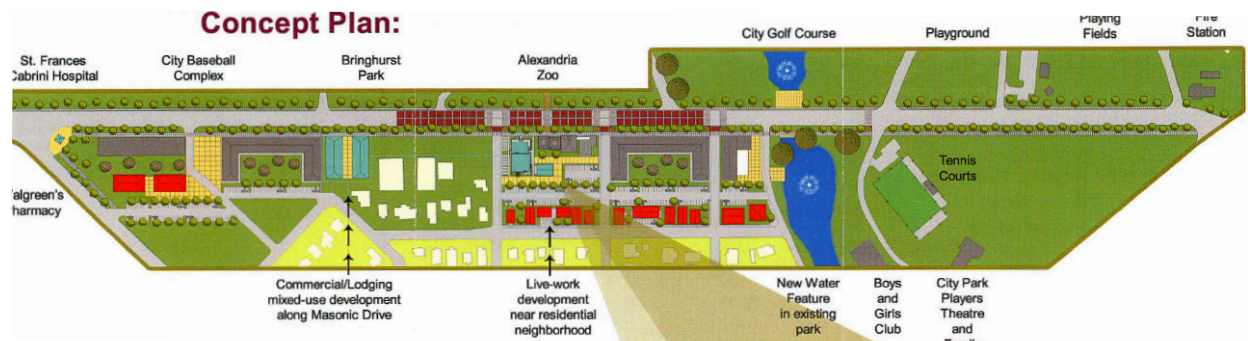 Concept Plan:
St. Frances
Cabrini Hospital
City Baseball
Complex
Bringhurst
Park
Alexandria
Zoo
City Golf Course
Playground
Playing
Fields
Fire
Station
Tennis
Courts
Walgreen's
Pharmacy
Commercial/Lodging
mixed-use development
along Masonic Drive
Live-work
development
near residential
neighborhood
New Water
Feature
in existing
park
Boys
and
Girls
Club
City Park
Players
Theatre
and